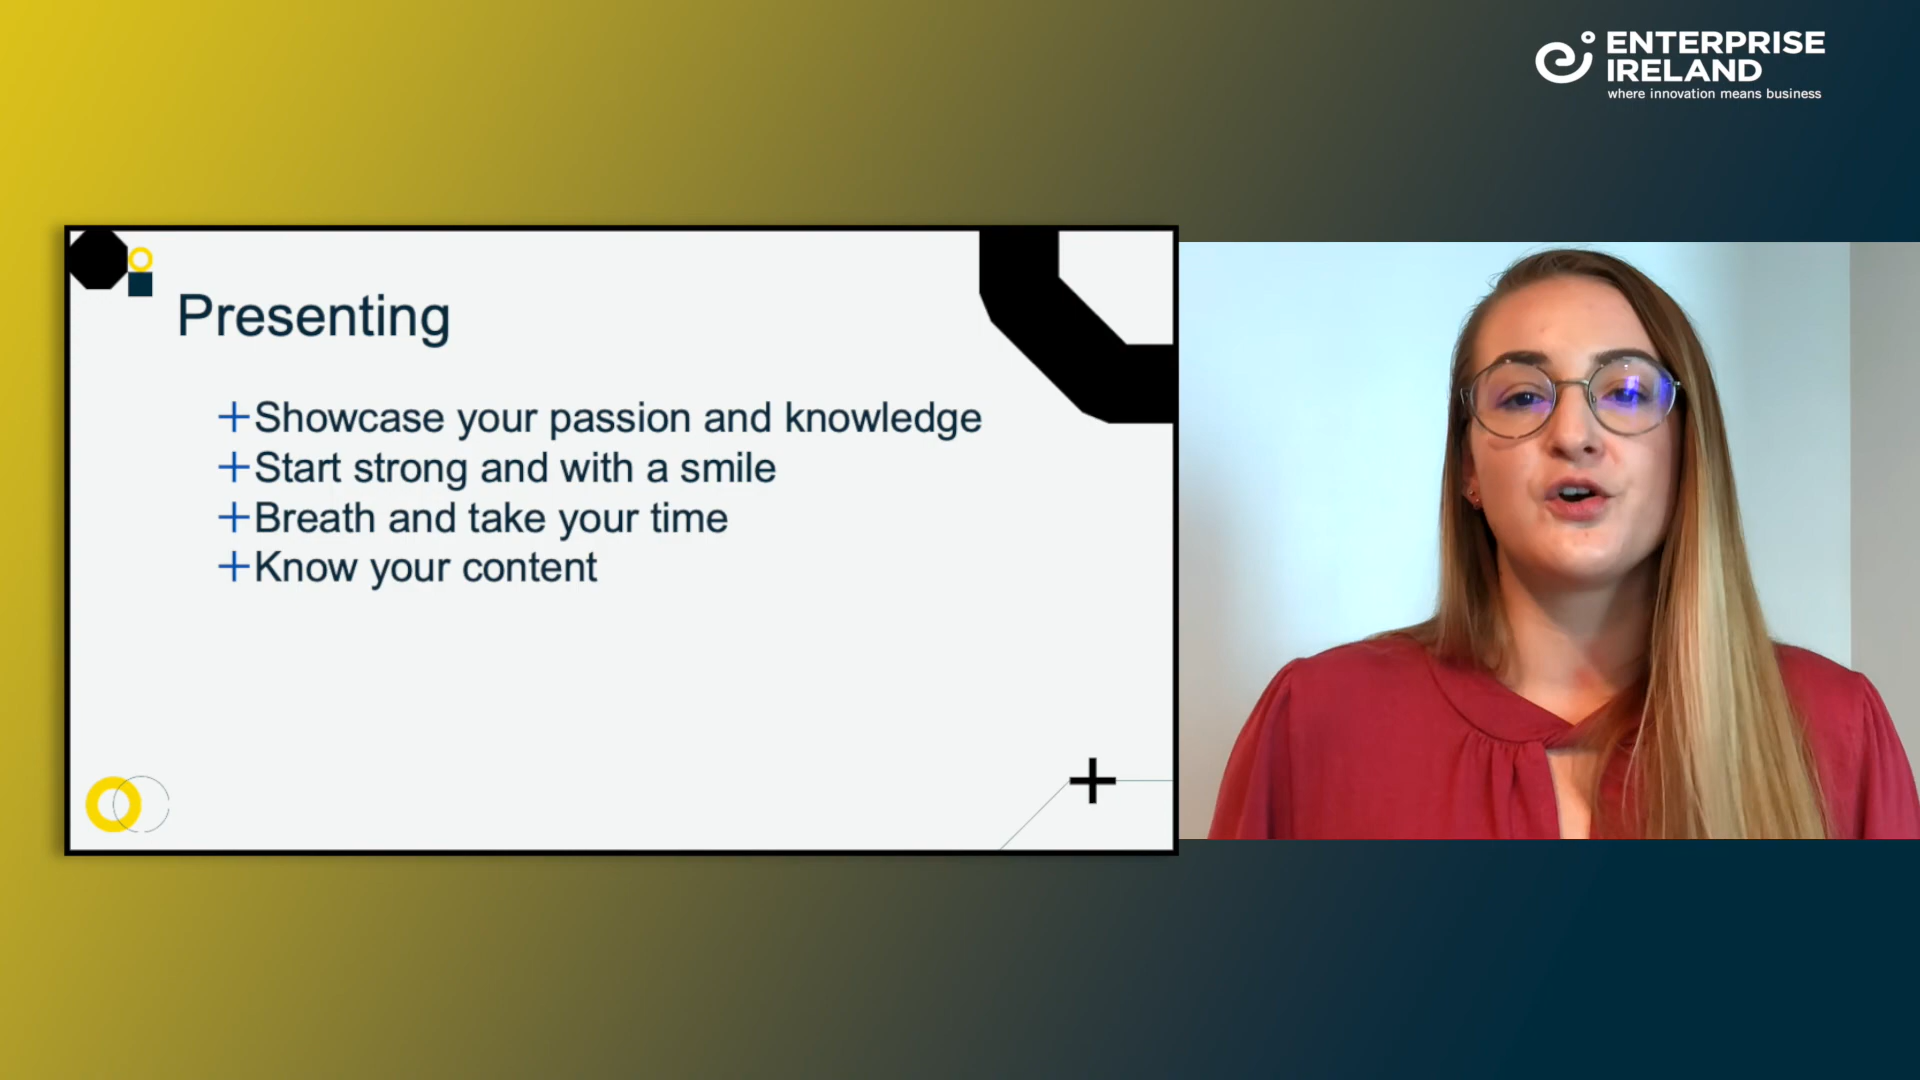 ENTERPRISE
IRELAND
where innovation means business
Presenting
+Showcase your passion and knowledge
+Start strong and with a smile
+Breath and take your time
+Know your content